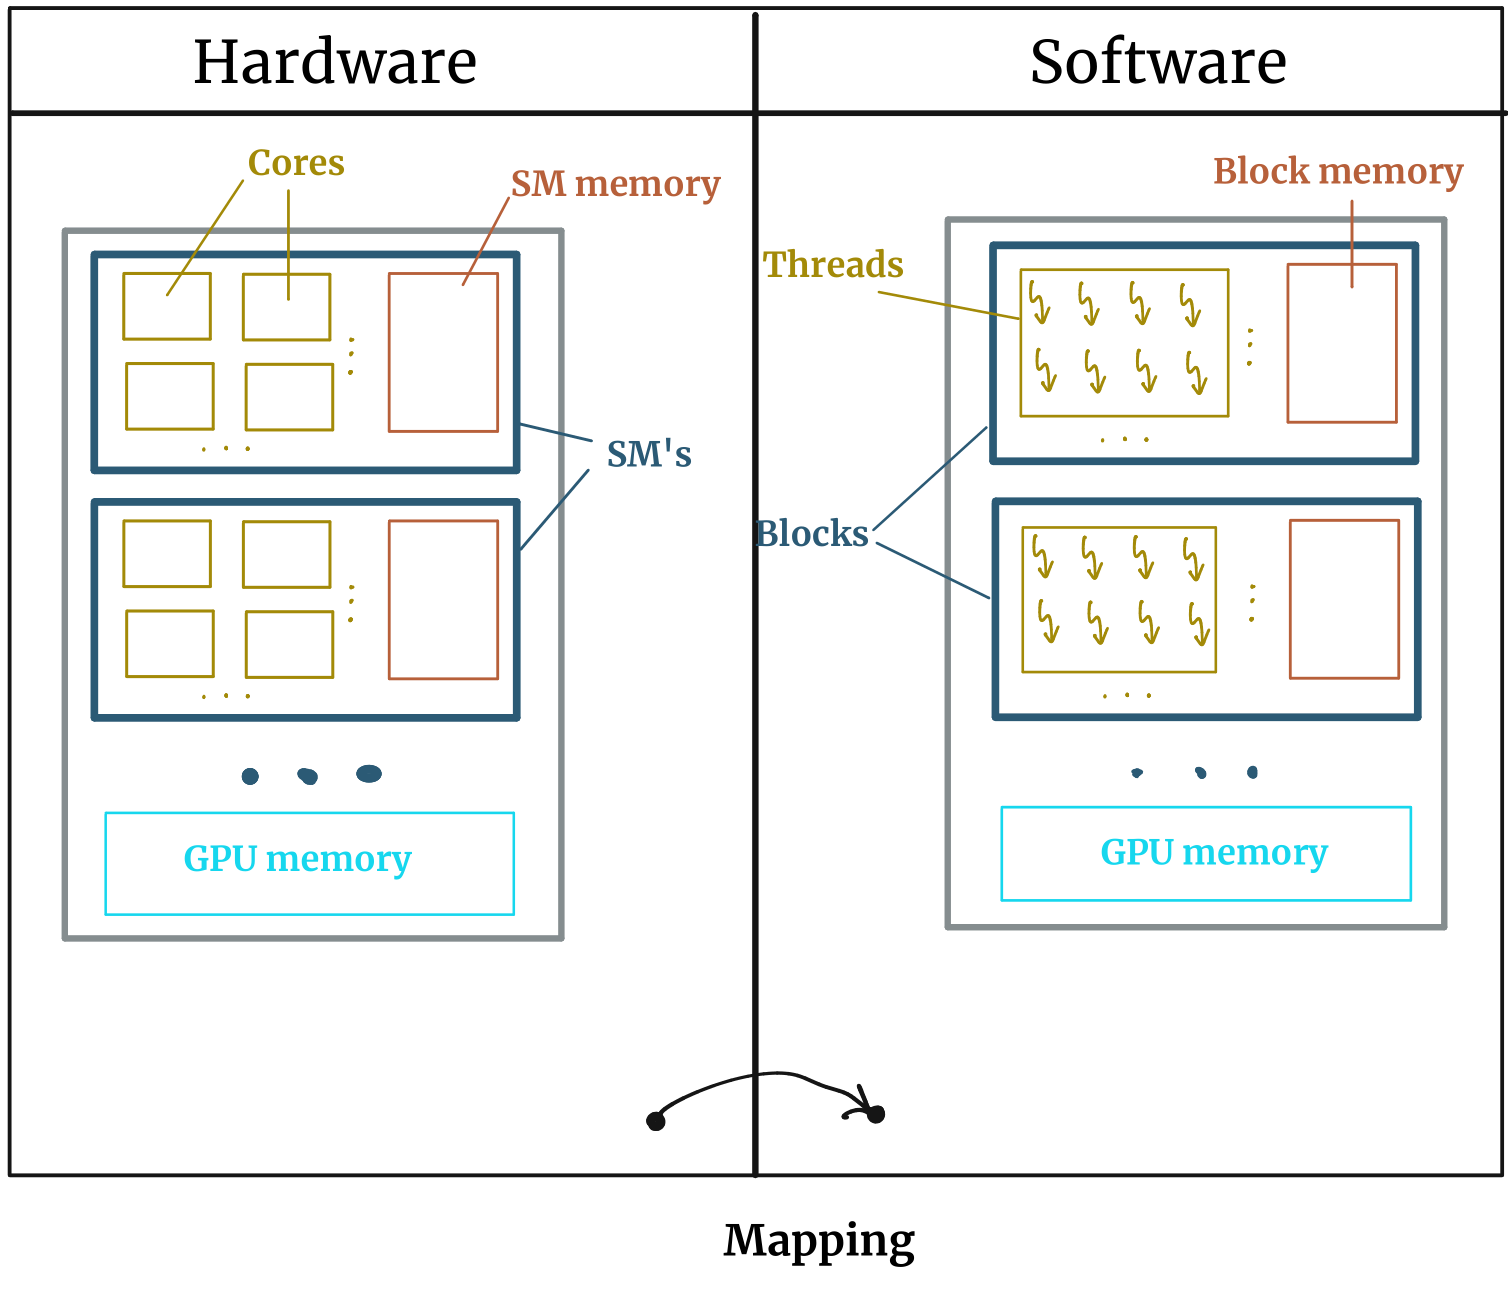 Hardware
Software
Cores
SM memory
SM's
GPU memory
Block memory
Threads
Blocks
GPU memory
Mapping